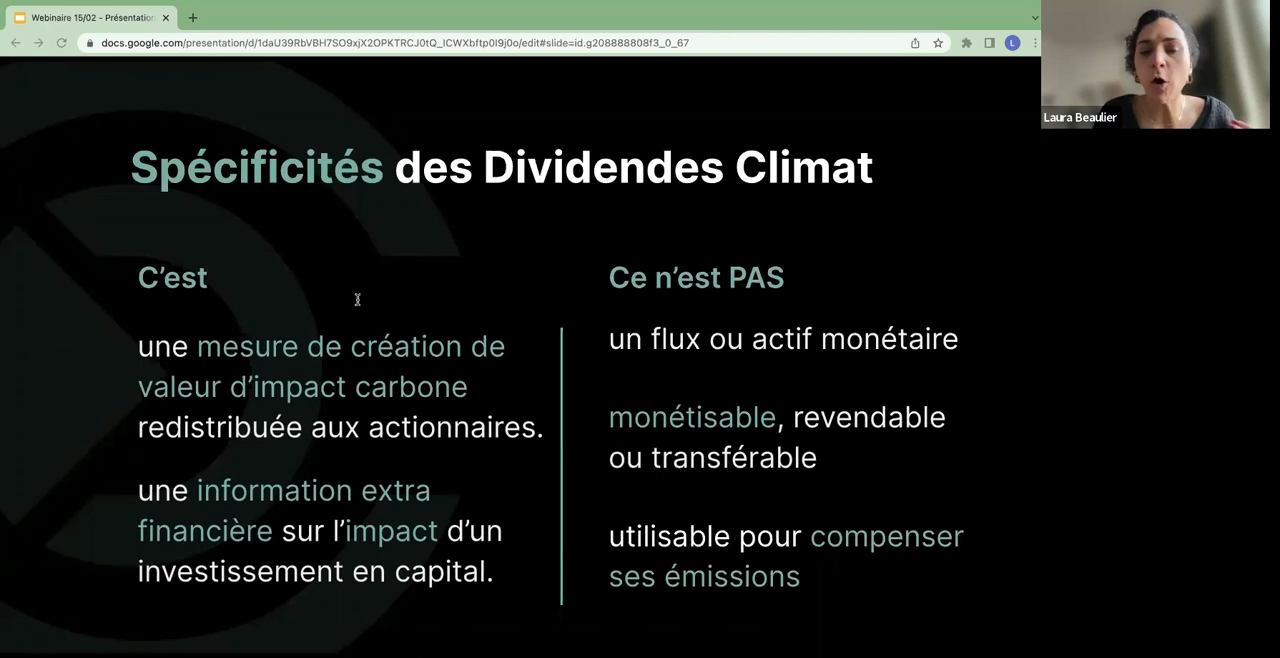 Webinaire 15/02 - Présentation
docs.google.com/presentation/d/1daU39RbVBH7SO9xjX2OPKTRCJ0tQ_ICWXbftp0I9j0o/edit#slide=id.g208888808f3_0_67
L
Laura Beaulier
Spécificités des Dividendes Climat
C’est
une mesure de création de
valeur d’impact carbone
redistribuée aux actionnaires.
une information extra
financière sur l’impact d’un
investissement en capital.
Ce n’est PAS
un flux ou actif monétaire
monétisable, revendable
ou transférable
utilisable pour compenser
ses émissions